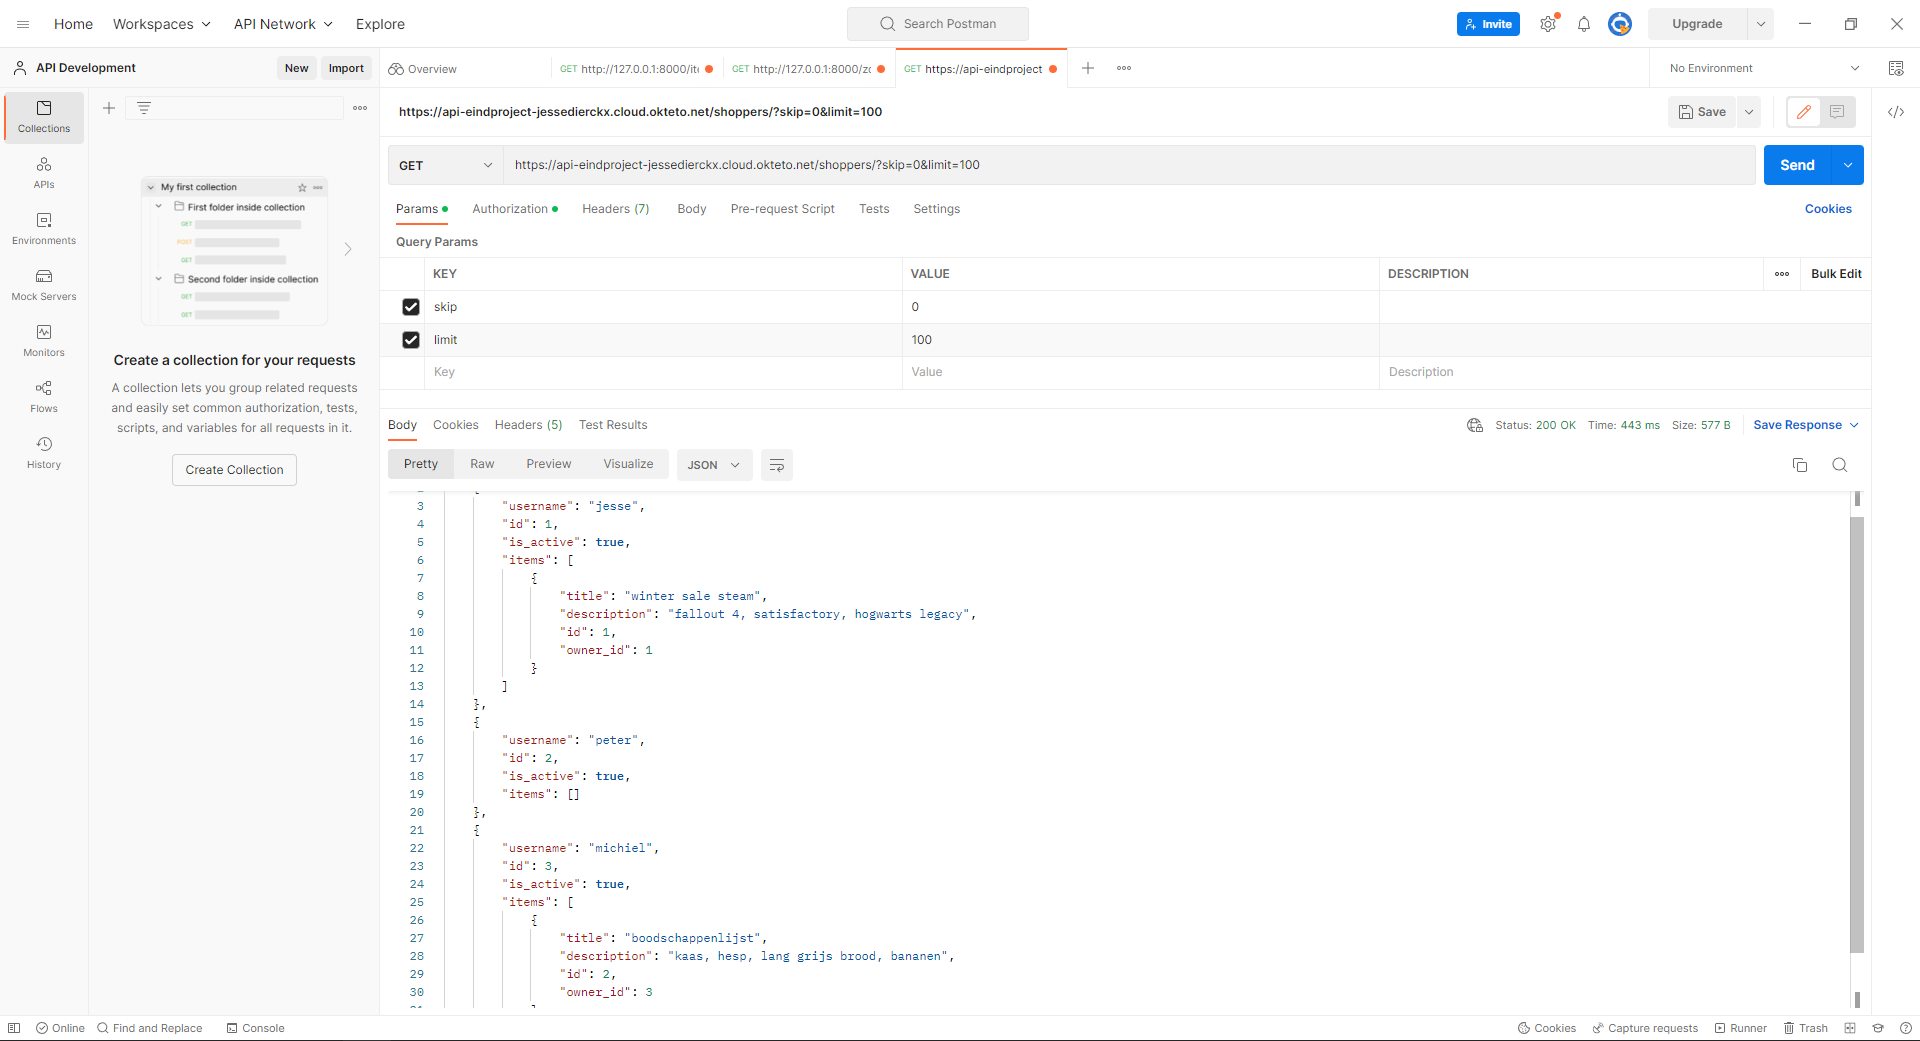 Home Workspaces API Network Explore Search Postman Invite Upgrade
API Development New Import Overview GET http://127.0.0.1:8000/ite GET http://127.0.0.1:8000/zo GET https://api-eindproject No Environment
Collections
APIs
Environments
Mock Servers
Monitors
Flows
History
My first collection
First folder inside collection
GET
POST
GET
Second folder inside collection
GET
GET
Create a collection for your requests
A collection lets you group related requests
and easily set common authorization, tests,
scripts, and variables for all requests in it.
Create Collection
https://api-eindproject-jessedierckx.cloud.okteto.net/shoppers/?skip=0&limit=100 Save
GET https://api-eindproject-jessedierckx.cloud.okteto.net/shoppers/?skip=0&limit=100 Send
Params Authorization Headers (7) Body Pre-request Script Tests Settings Cookies
Query Params
KEY VALUE DESCRIPTION Bulk Edit
skip 0
limit 100
Key Value Description
Body Cookies Headers (5) Test Results Status: 200 OK Time: 443 ms Size: 577 B Save Response
Pretty Raw Preview Visualize JSON
3 "username": "jesse",
4 "id": 1,
5 "is_active": true,
6 "items": [
7 {
8 "title": "winter sale steam",
9 "description": "fallout 4, satisfactory, hogwarts legacy",
10 "id": 1,
11 "owner_id": 1
12 }
13 ]
14 },
15 {
16 "username": "peter",
17 "id": 2,
18 "is_active": true,
19 "items": []
20 },
21 {
22 "username": "michiel",
23 "id": 3,
24 "is_active": true,
25 "items": [
26 {
27 "title": "boodschappenlijst",
28 "description": "kaas, hesp, lang grijs brood, bananen",
29 "id": 2,
30 "owner_id": 3
Online Find and Replace Console Cookies Capture requests Runner Trash